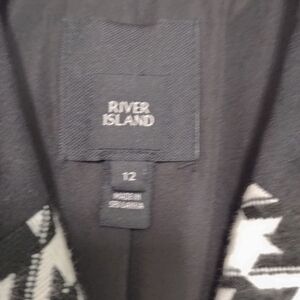 RIVER
ISLAND
12
MADE IN
SRI LANKA